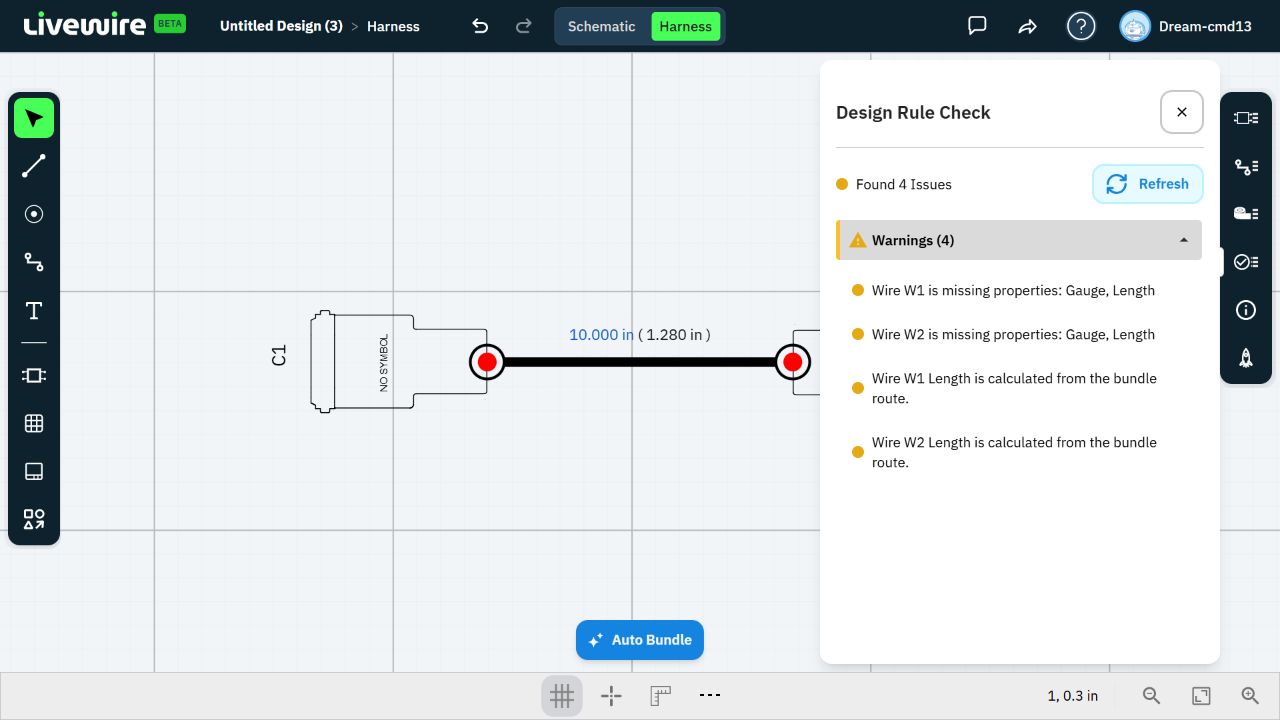 Livewire BETA
Untitled Design (3) > Harness
Schematic Harness
? Dream-cmd13
Design Rule Check
Found 4 Issues
Refresh
Warnings (4)
Wire W1 is missing properties: Gauge, Length
Wire W2 is missing properties: Gauge, Length
Wire W1 Length is calculated from the bundle
route.
Wire W2 Length is calculated from the bundle
route.
C1
NO SYMBOL
10.000 in ( 1.280 in )
Auto Bundle
1, 0.3 in